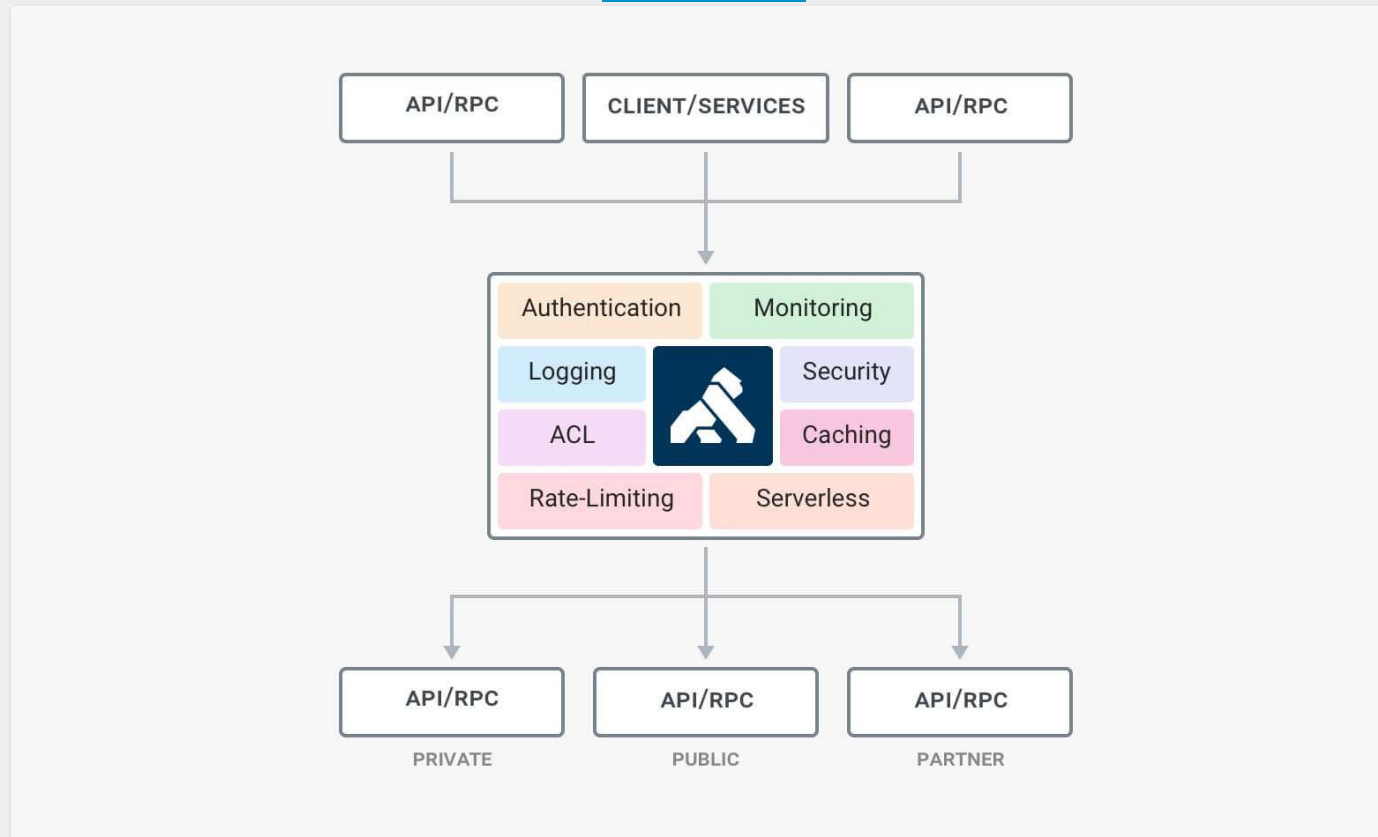 API/RPC
CLIENT/SERVICES
API/RPC
Authentication
Monitoring
Logging
Security
ACL
Caching
Rate-Limiting
Serverless
API/RPC
API/RPC
API/RPC
PRIVATE
PUBLIC
PARTNER